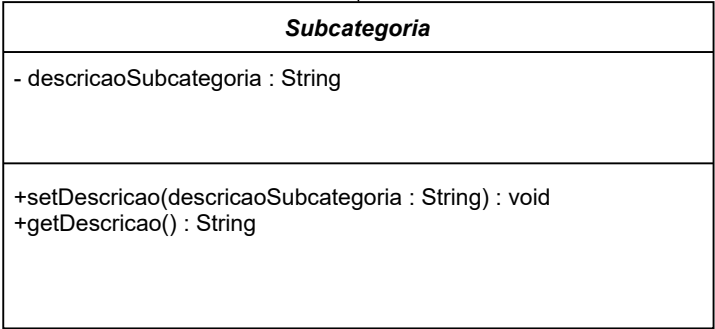 Subcategoria
- descricaoSubcategoria : String
+setDescricao(descricaoSubcategoria : String) : void
+getDescricao() : String